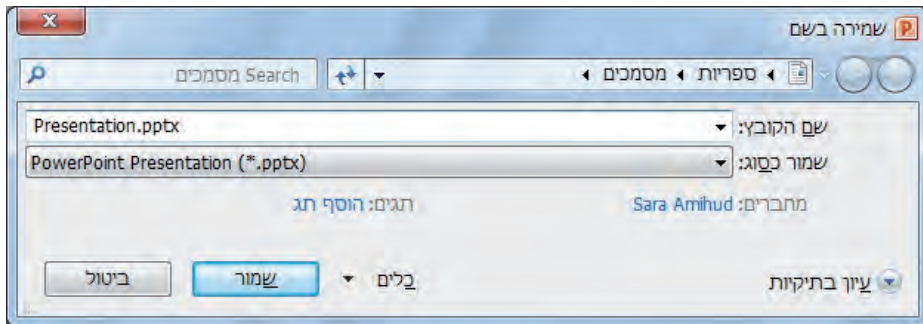 שמירה בשם
ספריות מסמכים Search מסמכים
שם הקובץ: Presentation.pptx
שמור כסוג: PowerPoint Presentation (*.pptx)
מחברים: Sara Amihud תגים: הוסף תג
עיון בתיקיות כלים שמור ביטול